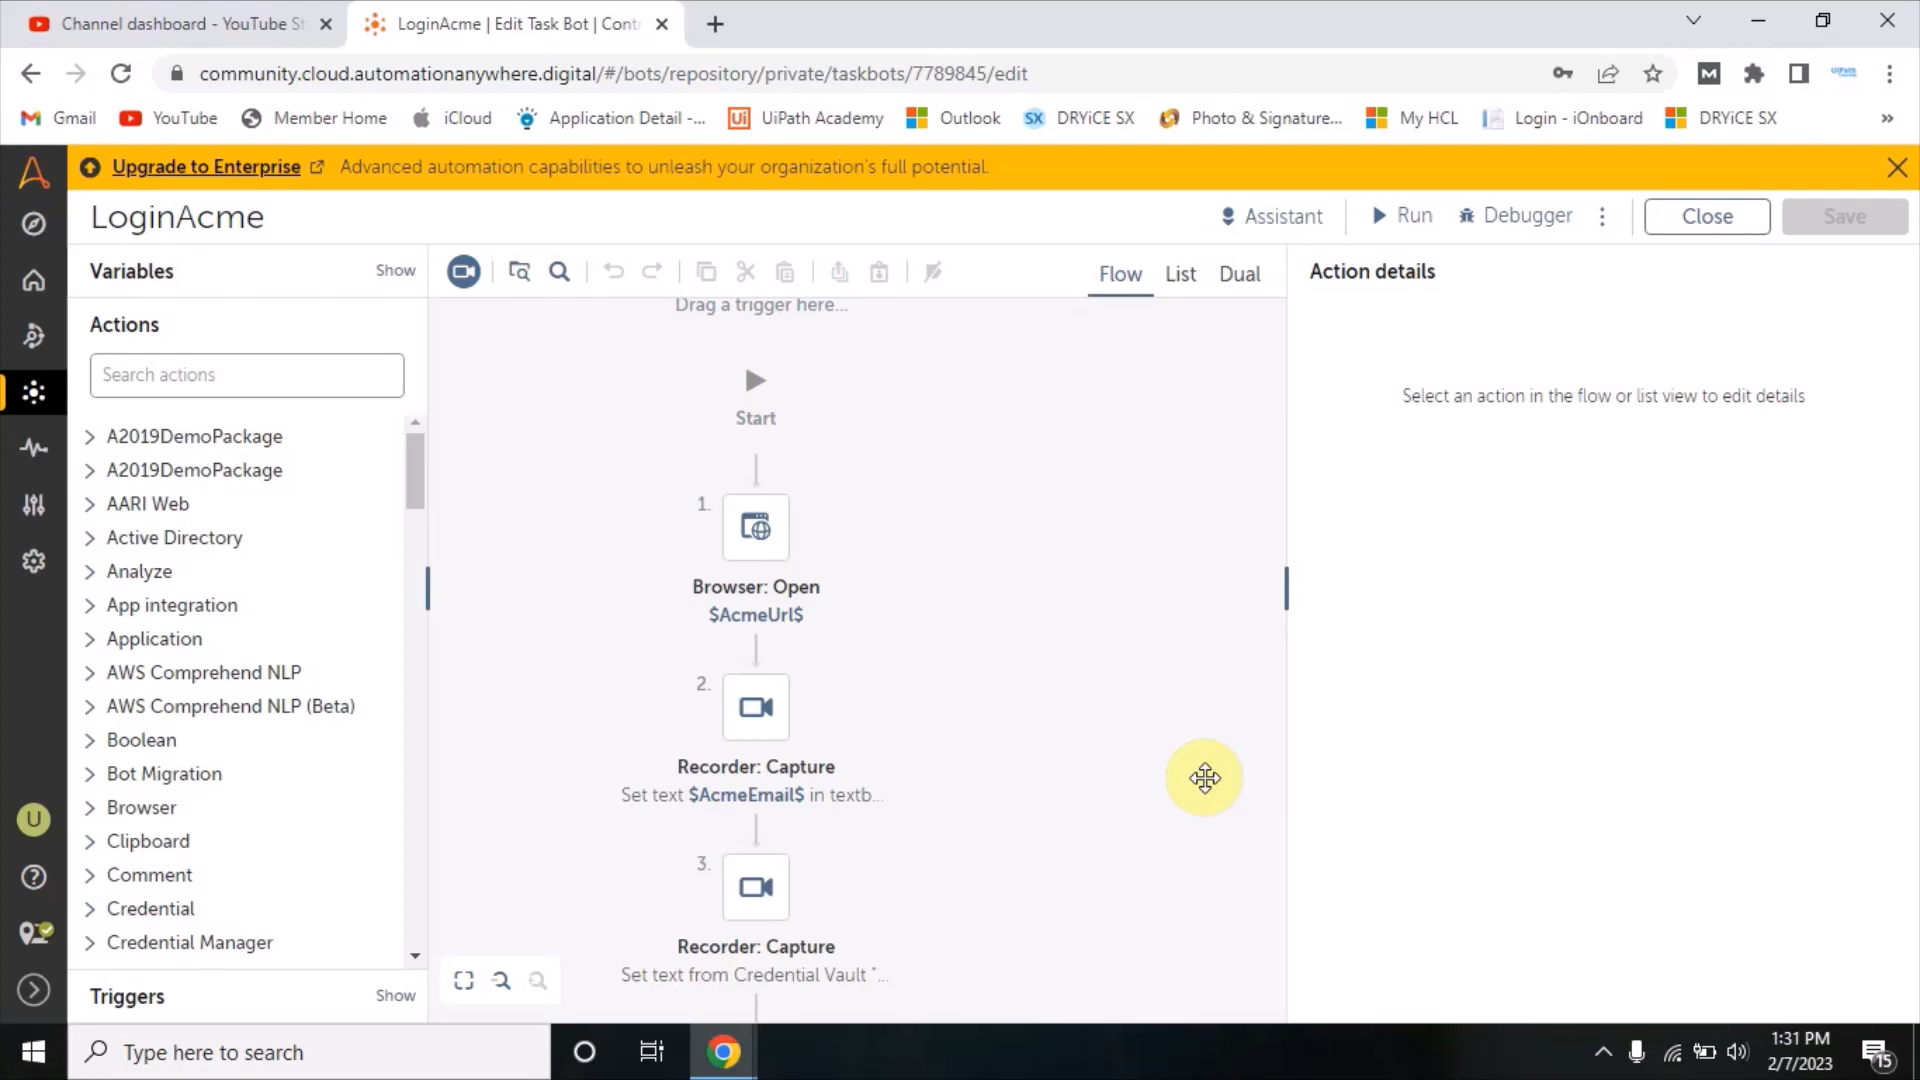 Channel dashboard - YouTube St
LoginAcme | Edit Task Bot | Cont
community.cloud.automationanywhere.digital/#/bots/repository/private/taskbots/7789845/edit
Gmail YouTube Member Home iCloud Application Detail -... UiPath Academy Outlook DRYiCE SX Photo & Signature... My HCL Login - iOnboard DRYiCE SX »
Upgrade to Enterprise Advanced automation capabilities to unleash your organization's full potential.
LoginAcme
Assistant Run Debugger Close Save
Variables Show
Flow List Dual
Action details
Actions
Search actions
A2019DemoPackage
A2019DemoPackage
AARI Web
Active Directory
Analyze
App integration
Application
AWS Comprehend NLP
AWS Comprehend NLP (Beta)
Boolean
Bot Migration
Browser
Clipboard
Comment
Credential
Credential Manager
Triggers Show
Drag a trigger here...
Start
1.
Browser: Open
$AcmeUrl$
2.
Recorder: Capture
Set text $AcmeEmail$ in textb...
3.
Recorder: Capture
Set text from Credential Vault "...
Select an action in the flow or list view to edit details
U
Type here to search
1:31 PM
2/7/2023
15